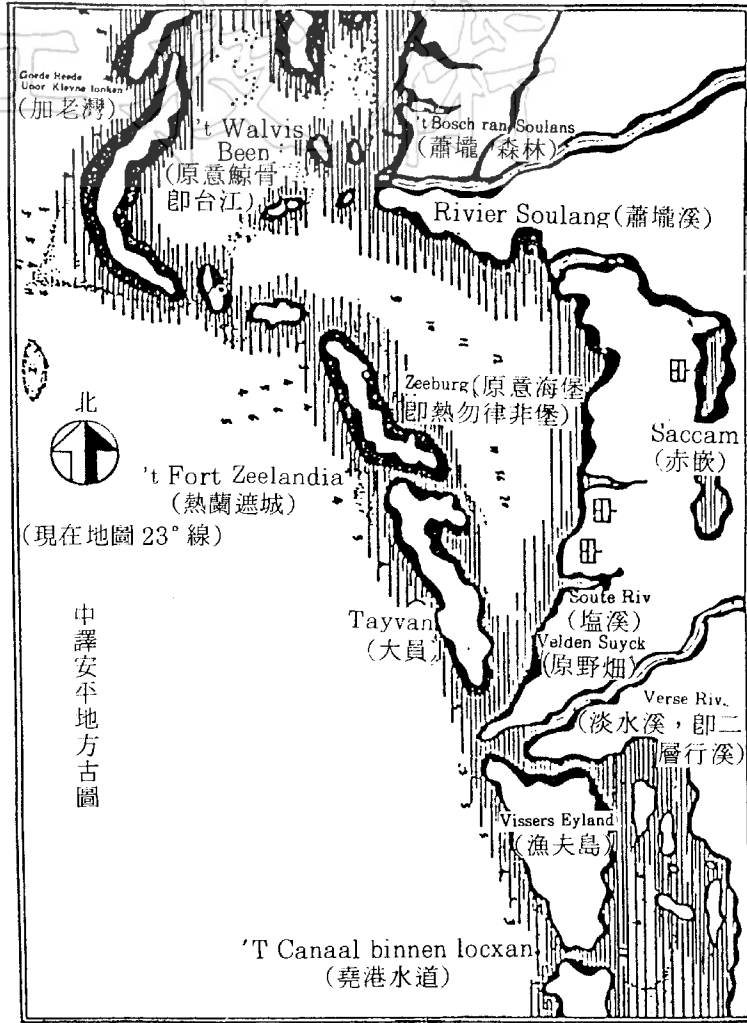 Goede Reede
Uoor Kleyne Ionken
(加老灣)
't Walvis
Been
(原意鯨骨
即台江)
't Bosch ran Soulans
(蕭壠 森林)
Rivier Soulang(蕭壠溪)
Zeeburg(原意海堡
即熱勿律非堡)
北
Saccam
(赤嵌)
't Fort Zeelandia
(熱蘭遮城)
(現在地圖23°線)
Tayvan
(大員)
Soute Riv
(塩溪)
Velden Suyck
(原野畑)
Verse Riv.
(淡水溪，即二
層行溪)
中譯安平地方古圖
Vissers Eyland
(漁夫島)
'T Canaal binnen locxan
(堯港水道)